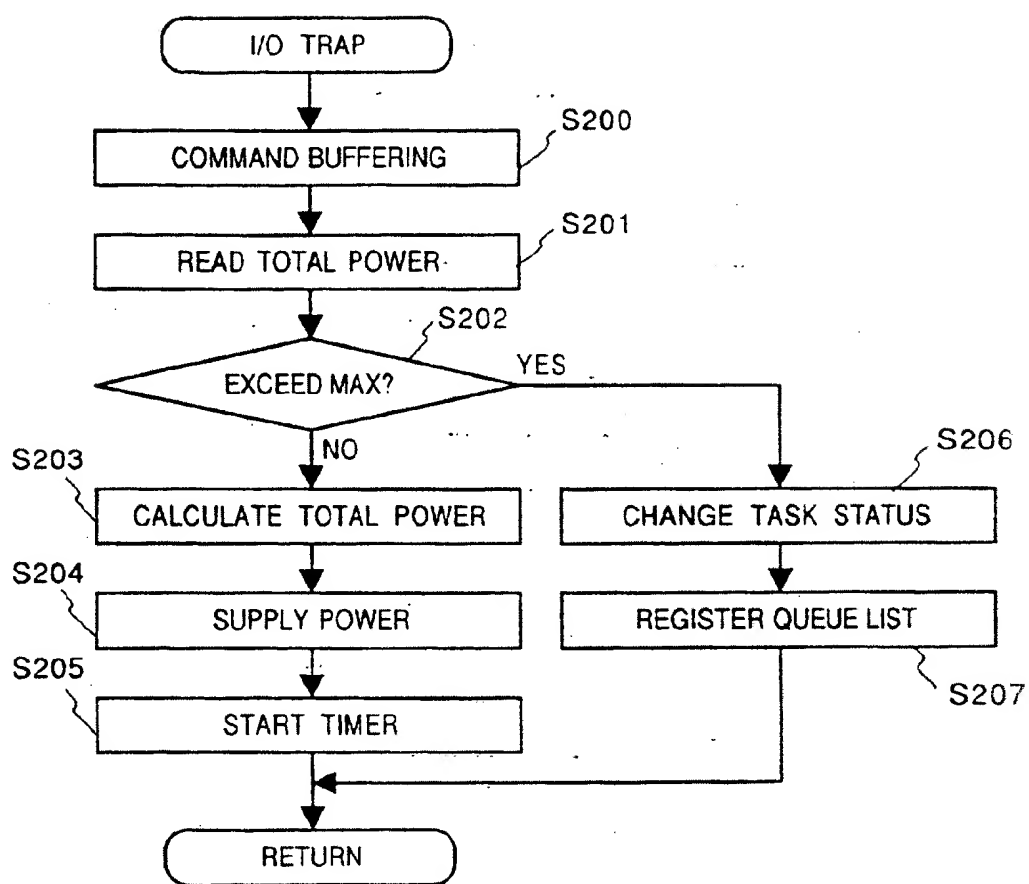 I/O TRAP
S200
COMMAND BUFFERING
S201
READ TOTAL POWER
S202
EXCEED MAX?
YES
NO
S203
CALCULATE TOTAL POWER
S206
CHANGE TASK STATUS
S204
SUPPLY POWER
REGISTER QUEUE LIST
S207
S205
START TIMER
RETURN